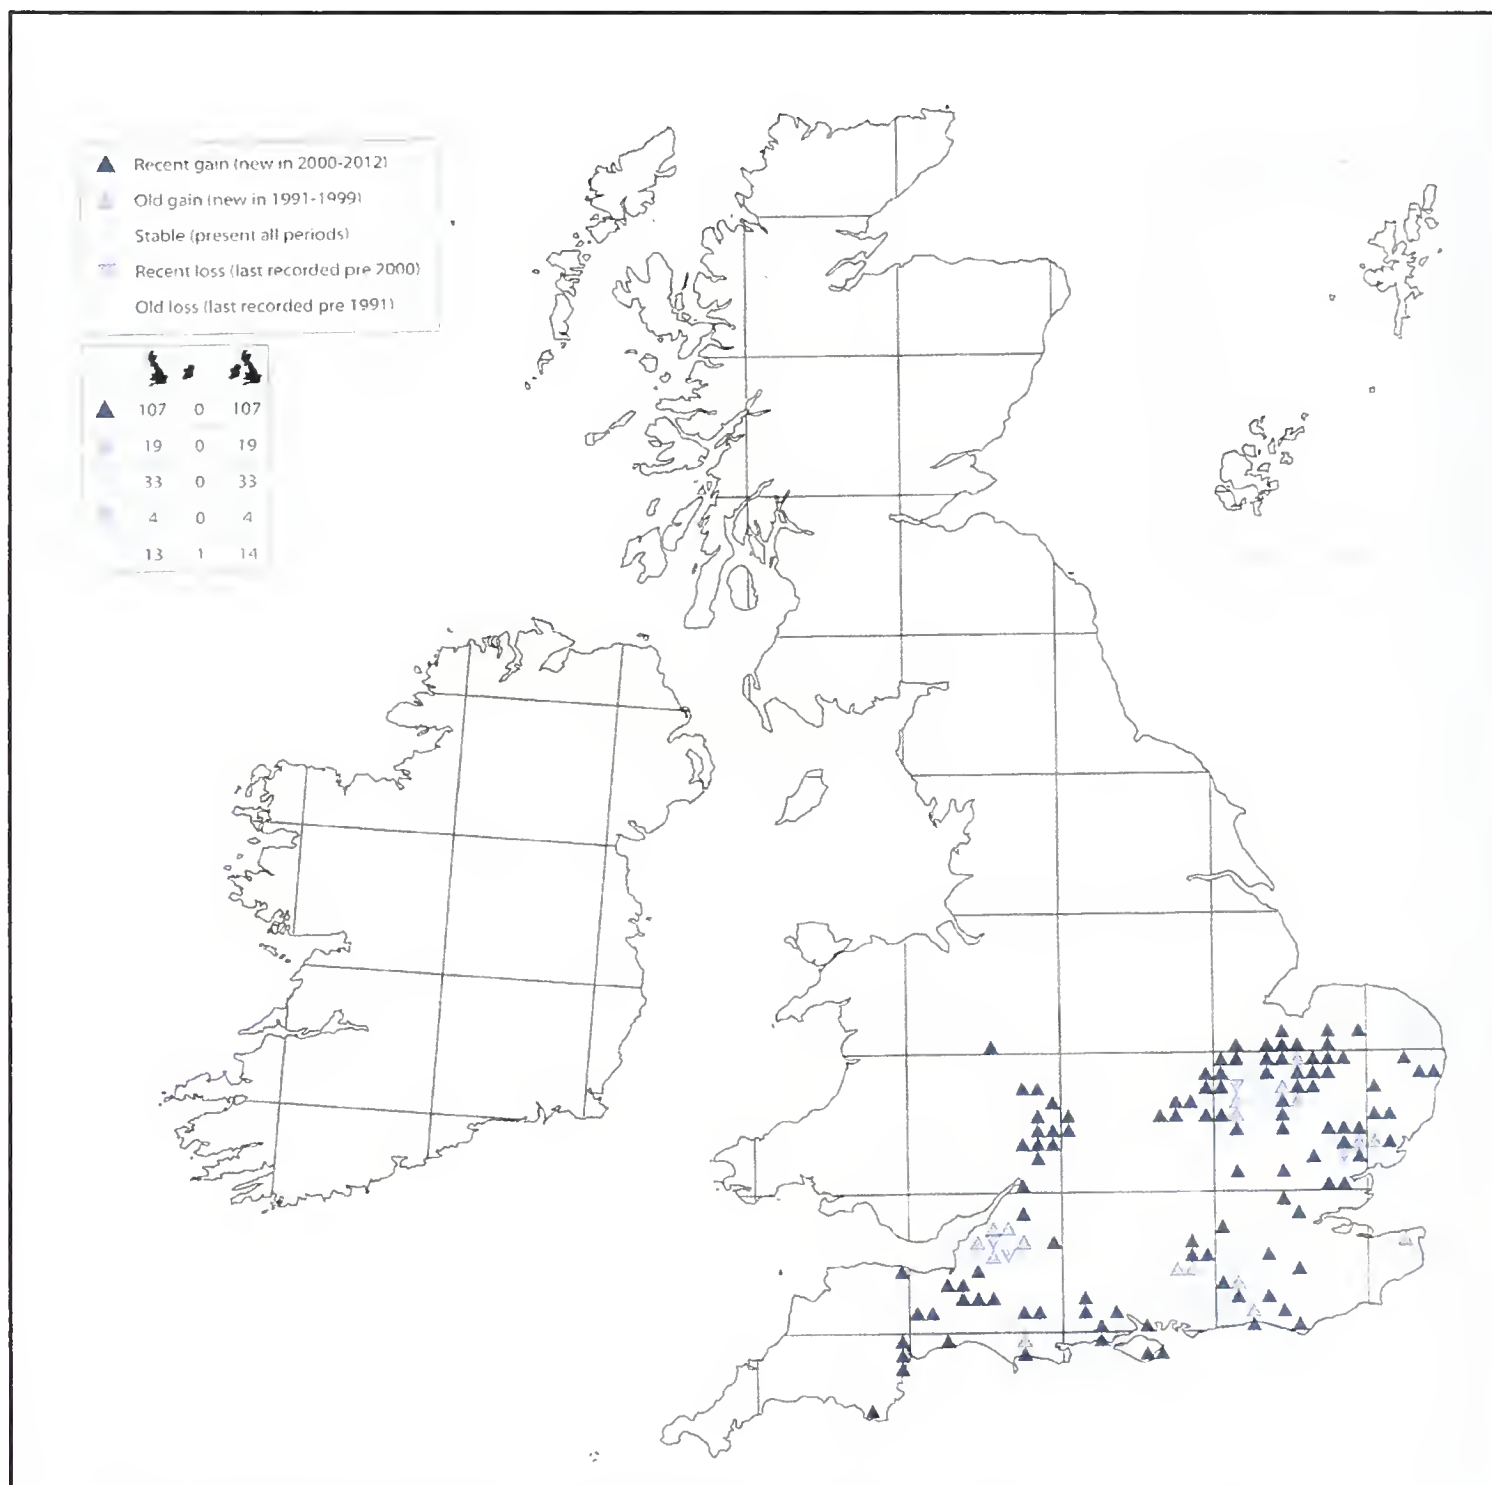 Recent gain (new in 2000-2012)
Old gain (new in 1991-1999)
Stable (present all periods)
Recent loss (last recorded pre 2000)
Old loss (last recorded pre 1991)
107 0 107
19 0 19
33 0 33
4 0 4
13 1 14